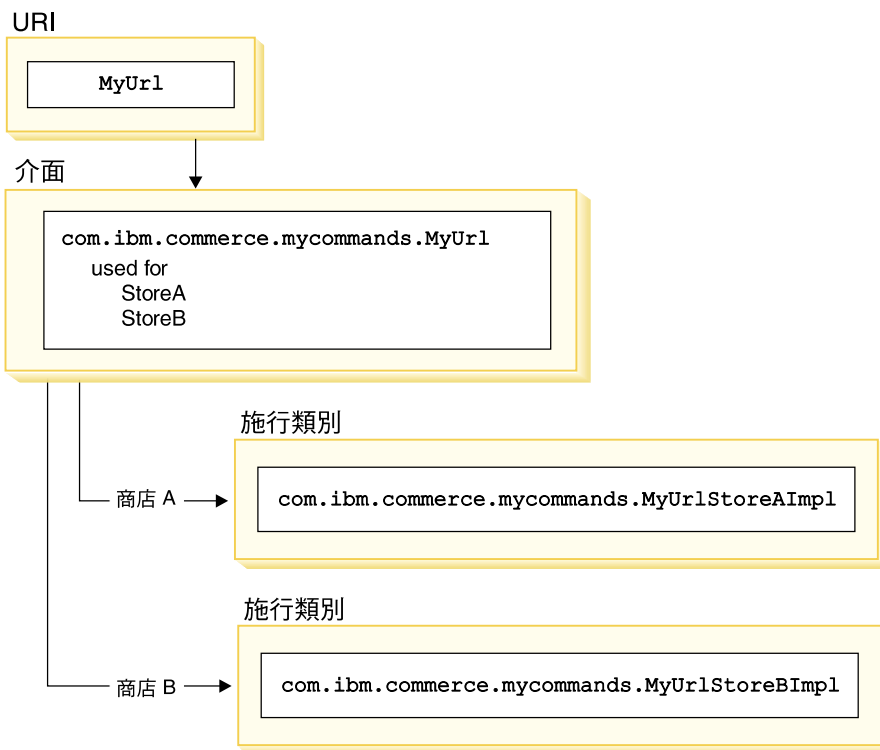 URI
MyUrl
介面
com.ibm.commerce.mycommands.MyUrl
used for
StoreA
StoreB
施行類別
商店 A
com.ibm.commerce.mycommands.MyUrlStoreAImpl
施行類別
商店 B
com.ibm.commerce.mycommands.MyUrlStoreBImpl